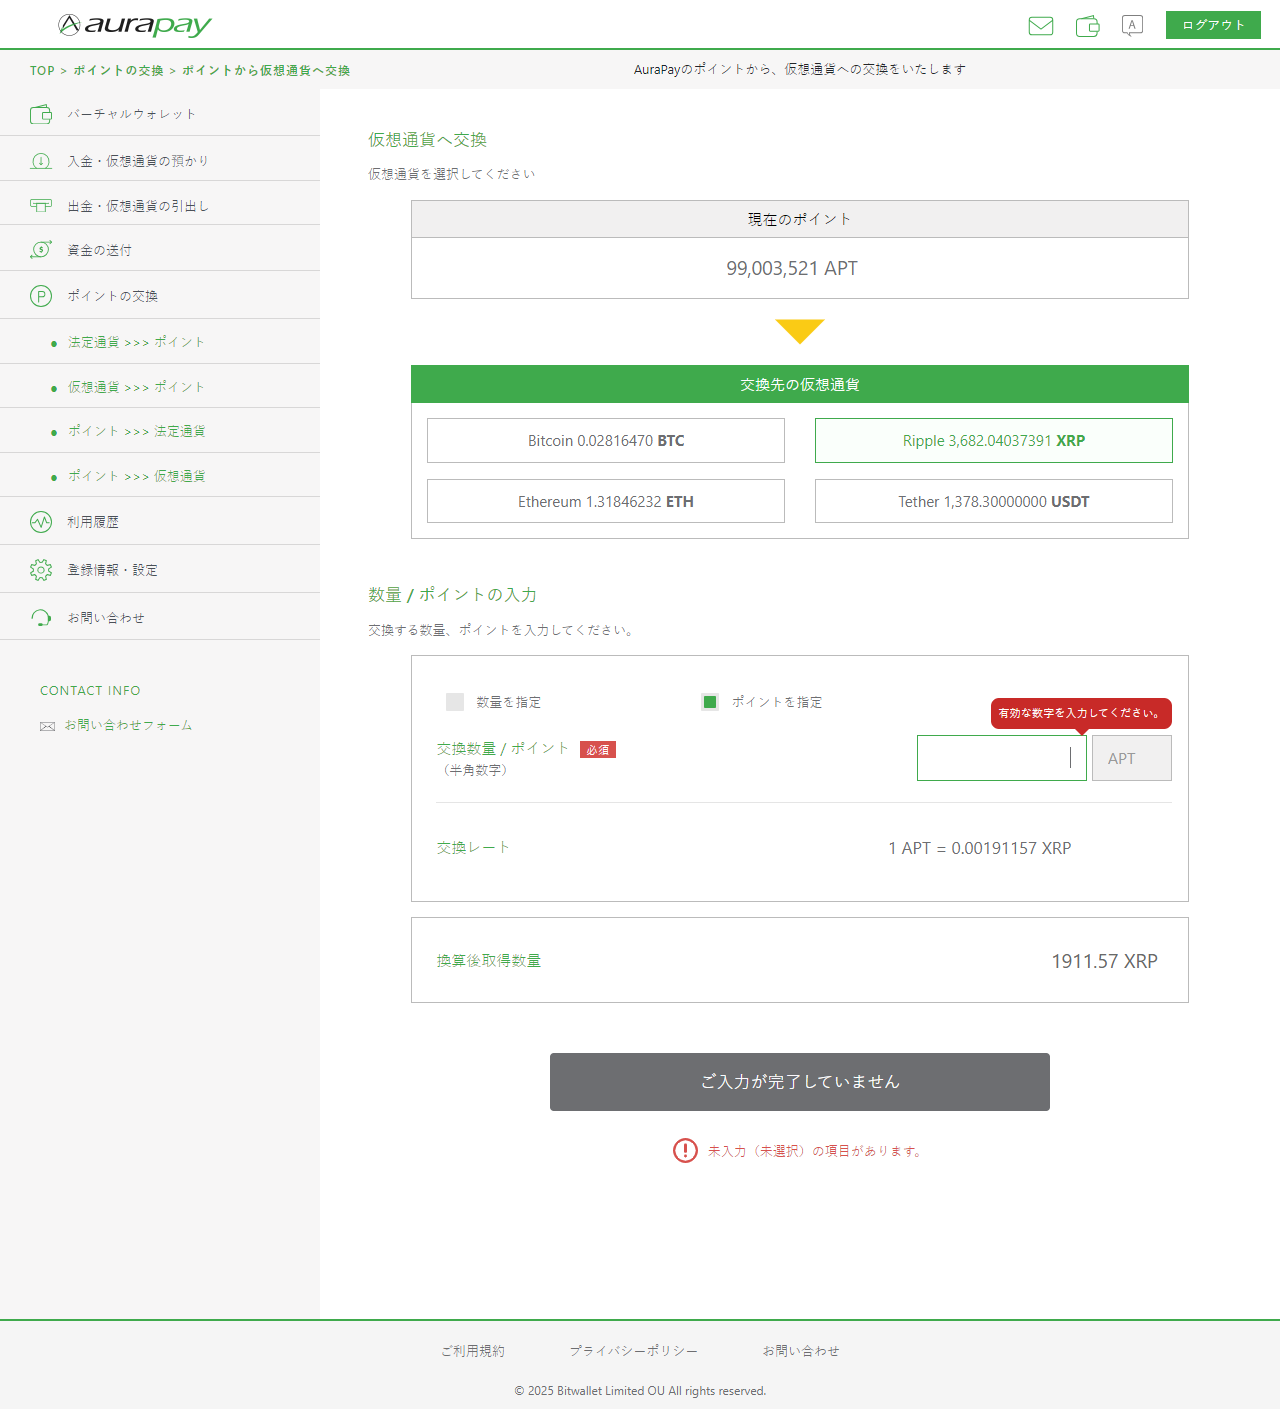 aurapay
A
ログアウト
TOP > ポイントの交換 > ポイントから仮想通貨へ交換
AuraPayのポイントから、仮想通貨への交換をいたします
バーチャルウォレット
入金・仮想通貨の預かり
出金・仮想通貨の引出し
資金の送付
ポイントの交換
法定通貨 >>> ポイント
仮想通貨 >>> ポイント
ポイント >>> 法定通貨
ポイント >>> 仮想通貨
利用履歴
登録情報・設定
お問い合わせ
CONTACT INFO
お問い合わせフォーム
仮想通貨へ交換
仮想通貨を選択してください
現在のポイント
99,003,521 APT
交換先の仮想通貨
Bitcoin 0.02816470 BTC
Ripple 3,682.04037391 XRP
Ethereum 1.31846232 ETH
Tether 1,378.30000000 USDT
数量 / ポイントの入力
交換する数量、ポイントを入力してください。
数量を指定
ポイントを指定
有効な数字を入力してください。
交換数量 / ポイント 必須
（半角数字）
APT
交換レート
1 APT = 0.00191157 XRP
換算後取得数量
1911.57 XRP
ご入力が完了していません
未入力（未選択）の項目があります。
ご利用規約
プライバシーポリシー
お問い合わせ
© 2025 Bitwallet Limited OU All rights reserved.